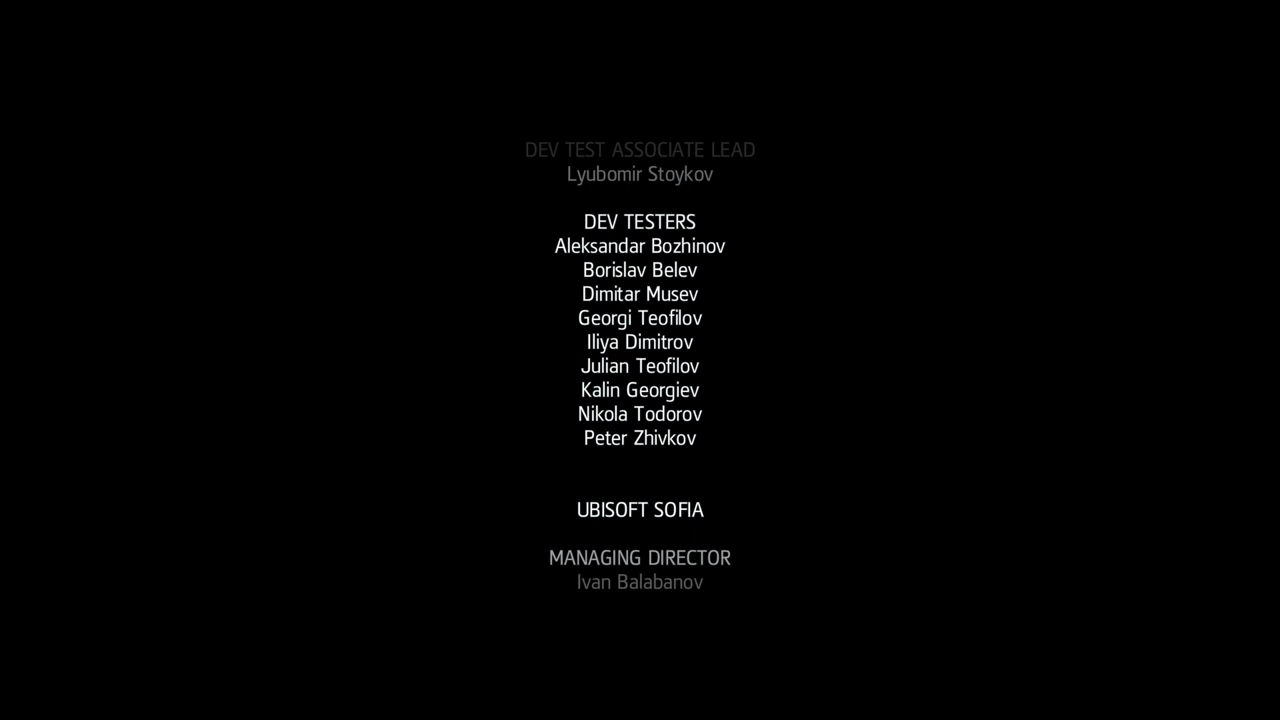 DEV TEST ASSOCIATE LEAD
Lyubomir Stoykov
DEV TESTERS
Aleksandar Bozhinov
Borislav Belev
Dimitar Musev
Georgi Teofilov
Iliya Dimitrov
Julian Teofilov
Kalin Georgiev
Nikola Todorov
Peter Zhivkov
UBISOFT SOFIA
MANAGING DIRECTOR
Ivan Balabanov